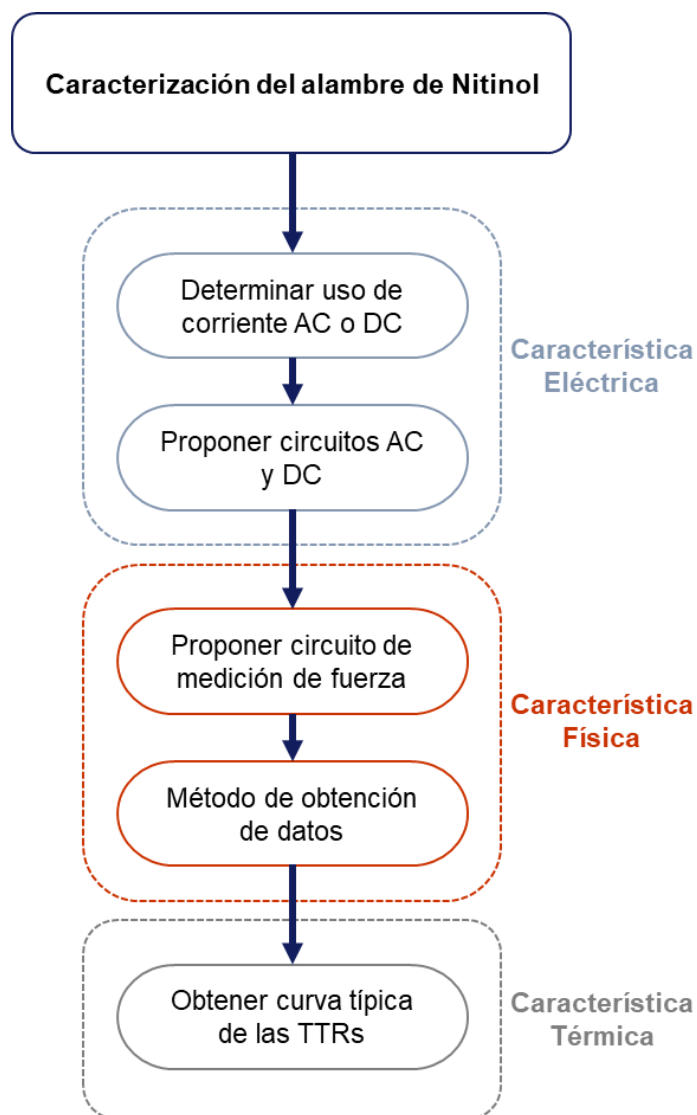 Caracterización del alambre de Nitinol
Determinar uso de
corriente AC o DC
Característica
Eléctrica
Proponer circuitos AC
y DC
Proponer circuito de
medición de fuerza
Característica
Física
Método de obtención
de datos
Obtener curva típica
de las TTRs
Característica
Térmica